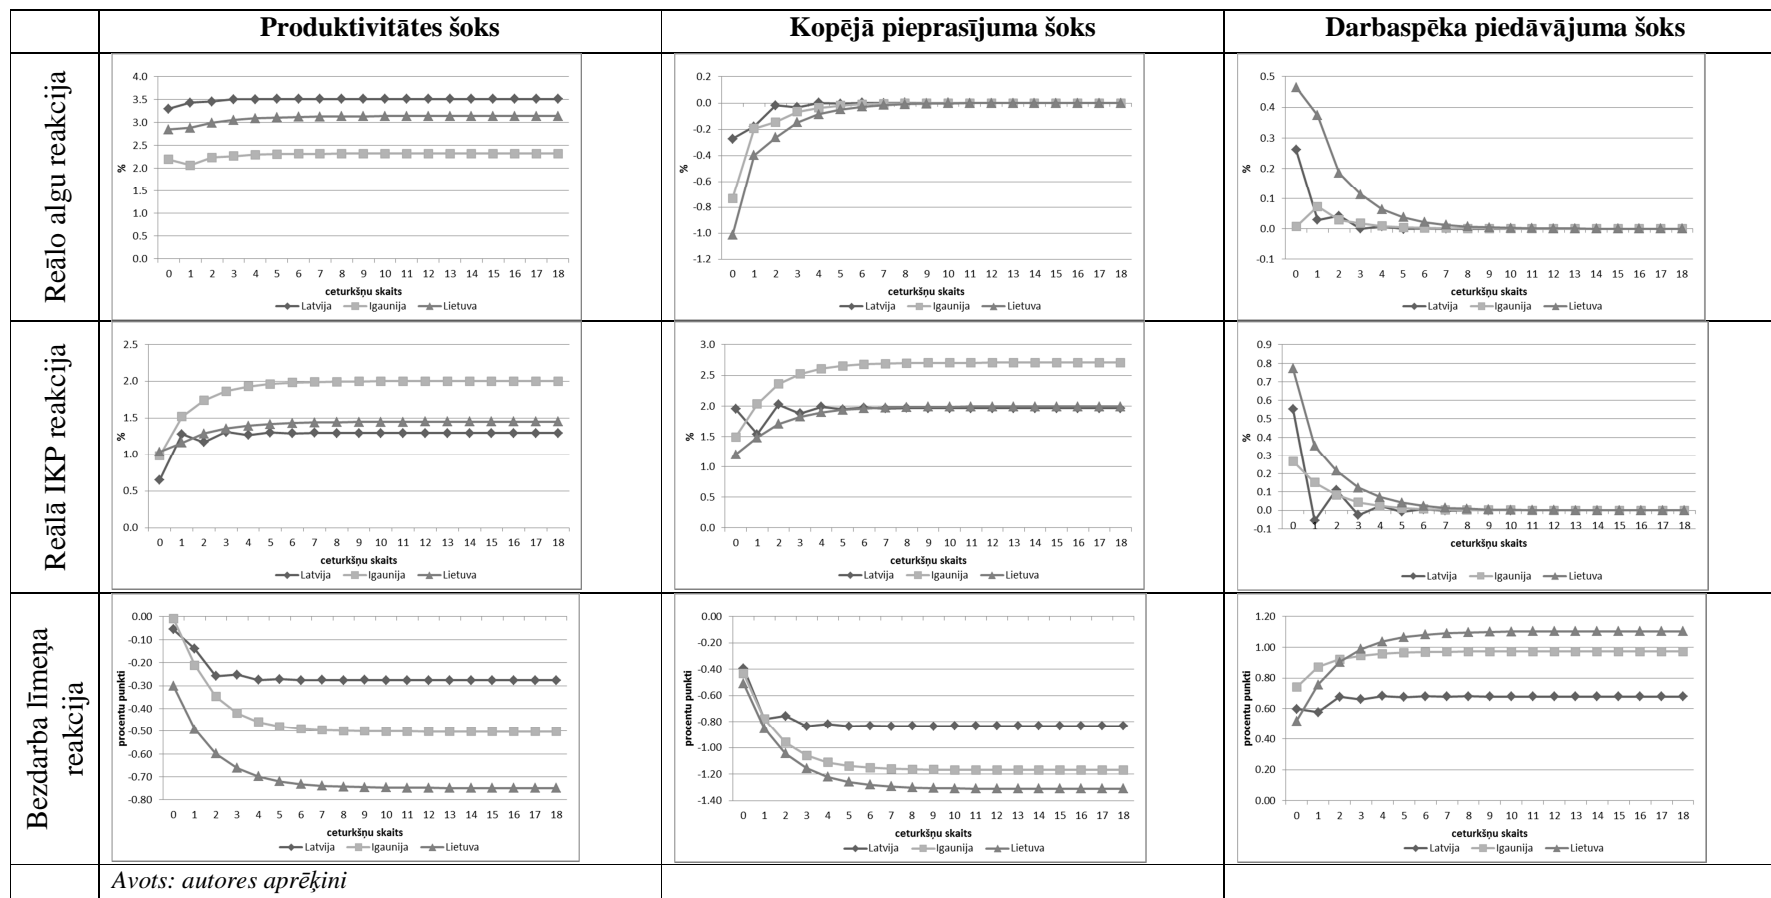 Produktivitātes šoks
Kopējā pieprasījuma šoks
Darbaspēka piedāvājuma šoks
Reālo algu reakcija
4.0
3.5
3.0
2.5
2.0
1.5
1.0
0.5
0.0
%
0 1 2 3 4 5 6 7 8 9 10 11 12 13 14 15 16 17 18
ceturkšņu skaits
Latvija Igaunija Lietuva
0.2
0.0
-0.2
-0.4
-0.6
-0.8
-1.0
-1.2
%
0 1 2 3 4 5 6 7 8 9 10 11 12 13 14 15 16 17 18
ceturkšņu skaits
Latvija Igaunija Lietuva
0.5
0.4
0.3
0.2
0.1
0.0
-0.1
%
0 1 2 3 4 5 6 7 8 9 10 11 12 13 14 15 16 17 18
ceturkšņu skaits
Latvija Igaunija Lietuva
Reālā IKP reakcija
2.5
2.0
1.5
1.0
0.5
0.0
%
0 1 2 3 4 5 6 7 8 9 10 11 12 13 14 15 16 17 18
ceturkšņu skaits
Latvija Igaunija Lietuva
3.0
2.5
2.0
1.5
1.0
0.5
0.0
%
0 1 2 3 4 5 6 7 8 9 10 11 12 13 14 15 16 17 18
ceturkšņu skaits
Latvija Igaunija Lietuva
0.9
0.8
0.7
0.6
0.5
0.4
0.3
0.2
0.1
0.0
-0.1
%
0 1 2 3 4 5 6 7 8 9 10 11 12 13 14 15 16 17 18
ceturkšņu skaits
Latvija Igaunija Lietuva
Bezdarba līmeņa
reakcija
0.00
-0.10
-0.20
-0.30
-0.40
-0.50
-0.60
-0.70
-0.80
procentu punkti
0 1 2 3 4 5 6 7 8 9 10 11 12 13 14 15 16 17 18
ceturkšņu skaits
Latvija Igaunija Lietuva
0.00
-0.20
-0.40
-0.60
-0.80
-1.00
-1.20
-1.40
procentu punkti
0 1 2 3 4 5 6 7 8 9 10 11 12 13 14 15 16 17 18
ceturkšņu skaits
Latvija Igaunija Lietuva
1.20
1.00
0.80
0.60
0.40
0.20
0.00
procentu punkti
0 1 2 3 4 5 6 7 8 9 10 11 12 13 14 15 16 17 18
ceturkšņu skaits
Latvija Igaunija Lietuva
Avots: autores aprēķini